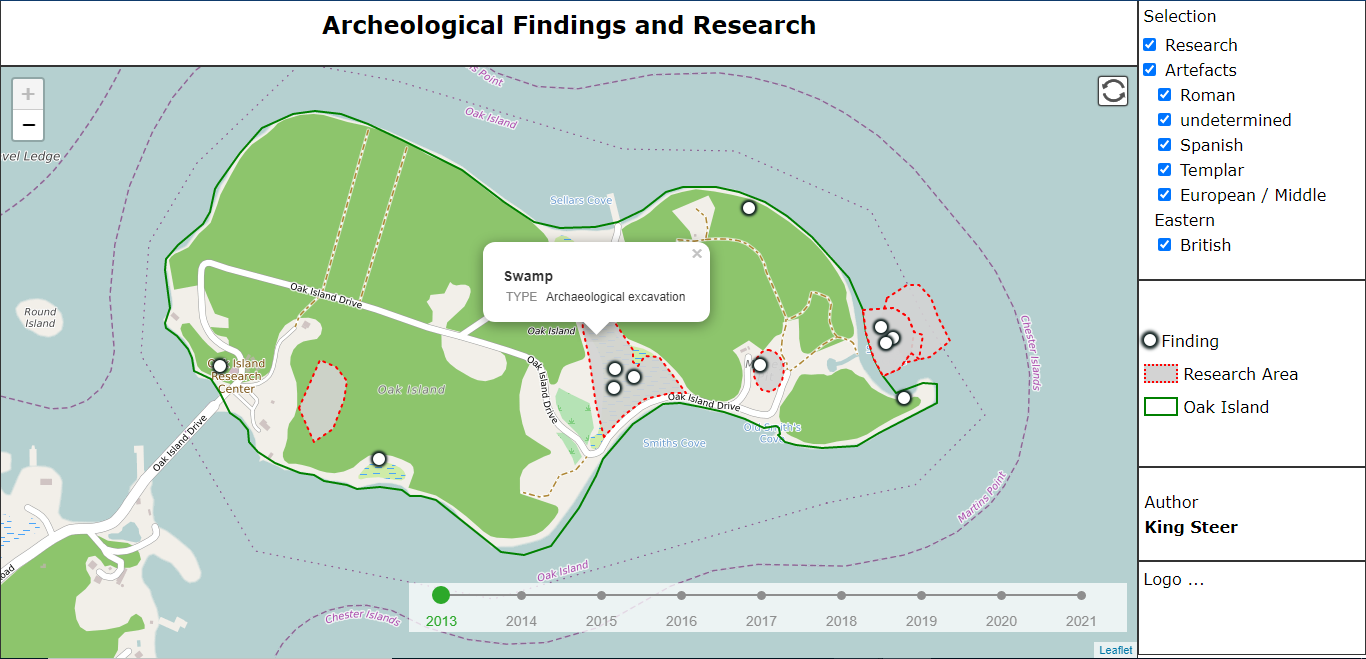 Archeological Findings and Research
Selection
Research
Artefacts
Roman
undetermined
Spanish
Templar
European / Middle
Eastern
British
Finding
Research Area
Oak Island
Author
King Steer
Logo ...
+
−
s Point
Oak Island
vel Ledge
Sellars Cove
×
Swamp
TYPE Archaeological excavation
Oak Island Drive
Round
Island
Oak Island
Chester Islands
Oak Island
Research
Center
Oak Island
Oak Island Drive
Oak Island Drive
Oak Island Drive
Smiths Cove
Old Smith's
Cove
Martins Point
oad
Oak Island
Chester Islands
2013 2014 2015 2016 2017 2018 2019 2020 2021
Leaflet